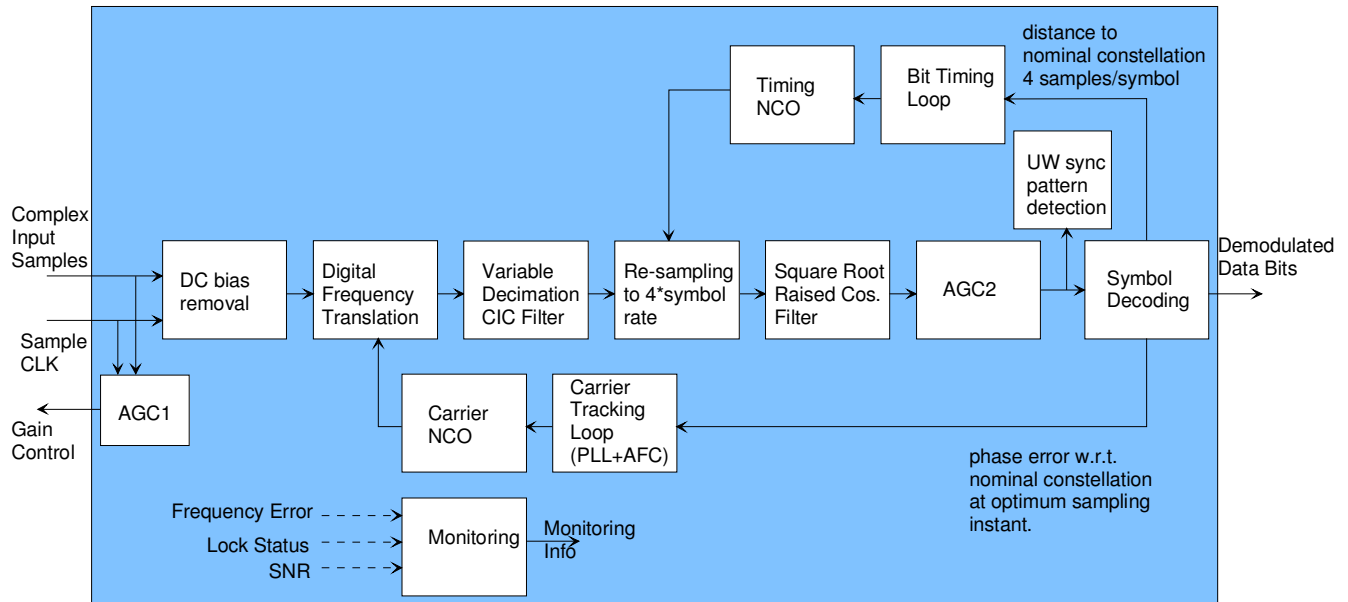 distance to
nominal constellation
4 samples/symbol
Timing
NCO
Bit Timing
Loop
UW sync
pattern
detection
Complex
Input
Samples
DC bias
removal
Digital
Frequency
Translation
Variable
Decimation
CIC Filter
Re-sampling
to 4*symbol
rate
Square Root
Raised Cos.
Filter
AGC2
Symbol
Decoding
Demodulated
Data Bits
Sample
CLK
AGC1
Gain
Control
Carrier
NCO
Carrier
Tracking
Loop
(PLL+AFC)
phase error w.r.t.
nominal constellation
at optimum sampling
instant.
Frequency Error
Lock Status
SNR
Monitoring
Monitoring
Info